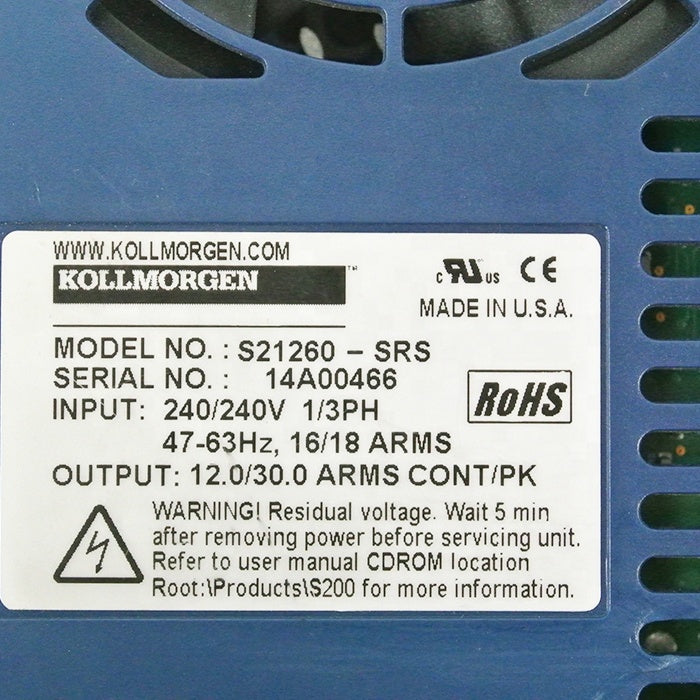 WWW.KOLLMORGEN.COM
KOLLMORGEN™
c RU us CE
MADE IN U.S.A.
MODEL NO. : S21260 – SRS
SERIAL NO. : 14A00466
INPUT: 240/240V 1/3PH
47-63Hz, 16/18 ARMS
RoHS
OUTPUT: 12.0/30.0 ARMS CONT/PK
WARNING! Residual voltage. Wait 5 min
after removing power before servicing unit.
Refer to user manual CDROM location
Root:\Products\S200 for more information.